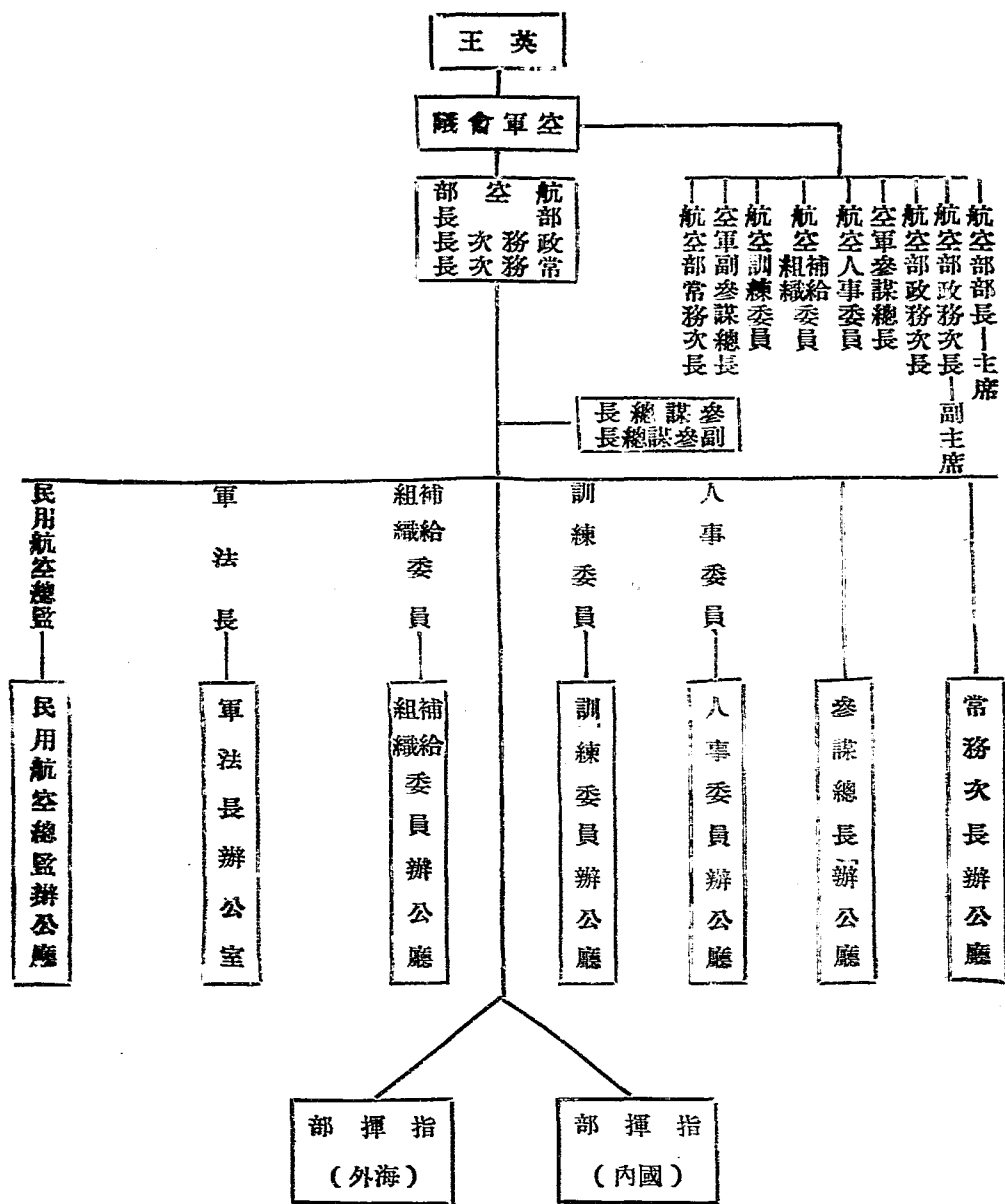 英王
空軍會議
航空部
部長
政務次長
常務次長
航空部部長－主席
航空部政務次長－副主席
航空部政務次長
空軍參謀總長
航空人事委員
航空補給組織委員
航空訓練委員
空軍副參謀總長
航空部常務次長
參謀總長
副參謀總長
人事委員
訓練委員
補給組織委員
軍法長
民用航空總監
常務次長辦公廳
參謀總長辦公廳
人事委員辦公廳
訓練委員辦公廳
補給組織委員辦公廳
軍法長辦公室
民用航空總監辦公廳
指揮部
（國內）
指揮部
（海外）